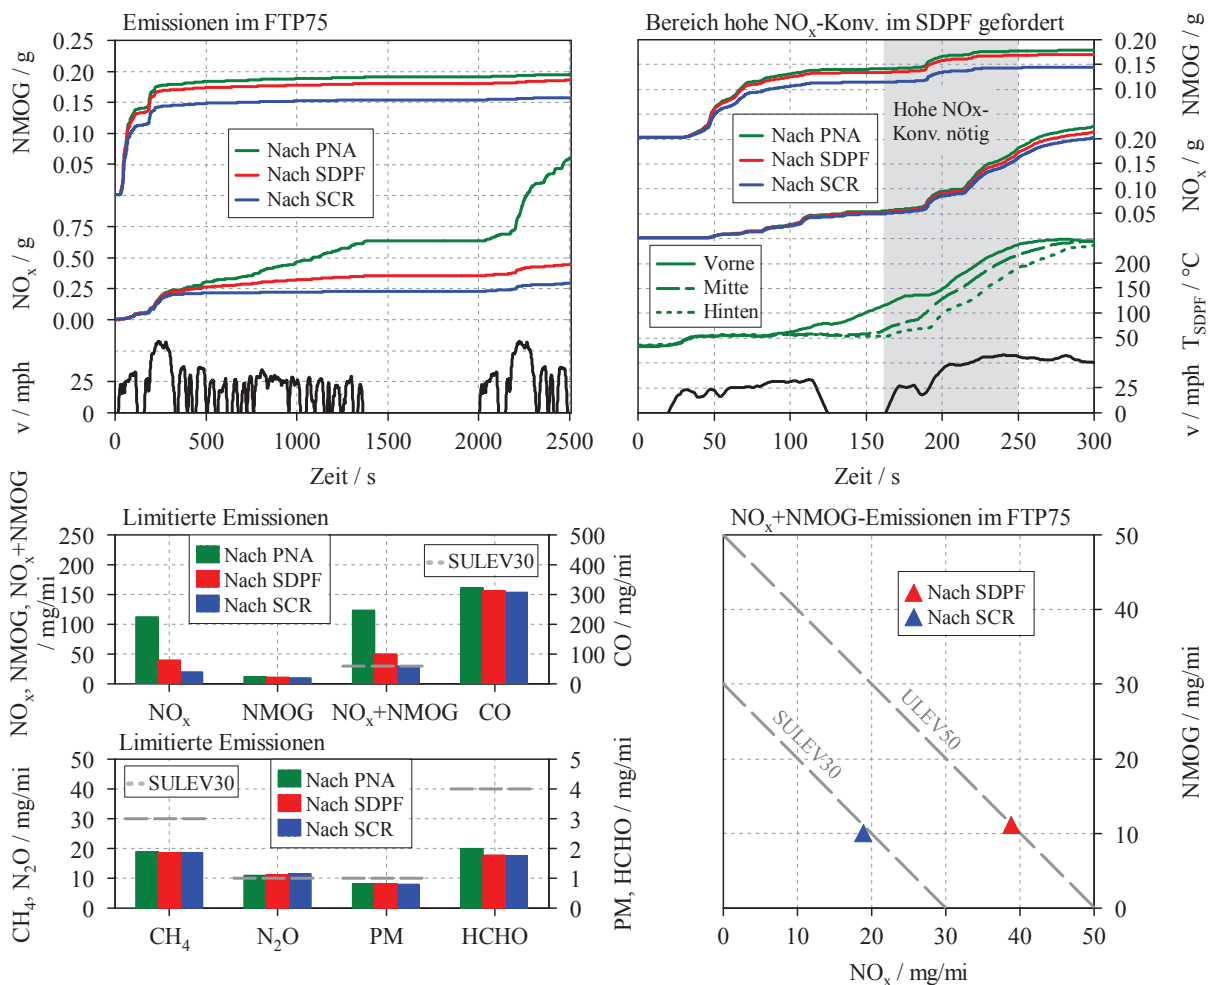 Emissionen im FTP75
NMOG / g
0.25
0.20
0.15
0.10
0.05
Nach PNA
Nach SDPF
Nach SCR
NOx / g
0.75
0.50
0.25
0.00
v / mph
25
0
0 500 1000 1500 2000 2500
Zeit / s
Bereich hohe NOx-Konv. im SDPF gefordert
0.20
0.15
0.10
NMOG / g
Hohe NOx-
Konv. nötig
Nach PNA
Nach SDPF
Nach SCR
0.20
0.15
0.10
0.05
NOx / g
Vorne
Mitte
Hinten
200
150
100
50
TSDPF / °C
25
0
v / mph
0 50 100 150 200 250 300
Zeit / s
Limitierte Emissionen
NOx, NMOG, NOx+NMOG
/ mg/mi
250
200
150
100
50
0
Nach PNA
Nach SDPF
Nach SCR
SULEV30
500
400
300
200
100
0
CO / mg/mi
NOx NMOG NOx+NMOG CO
Limitierte Emissionen
CH4, N2O / mg/mi
50
40
30
20
10
0
SULEV30
Nach PNA
Nach SDPF
Nach SCR
5
4
3
2
1
0
PM, HCHO / mg/mi
CH4 N2O PM HCHO
NOx+NMOG-Emissionen im FTP75
Nach SDPF
Nach SCR
SULEV30
ULEV50
50
40
30
20
10
0
NMOG / mg/mi
0 10 20 30 40 50
NOx / mg/mi